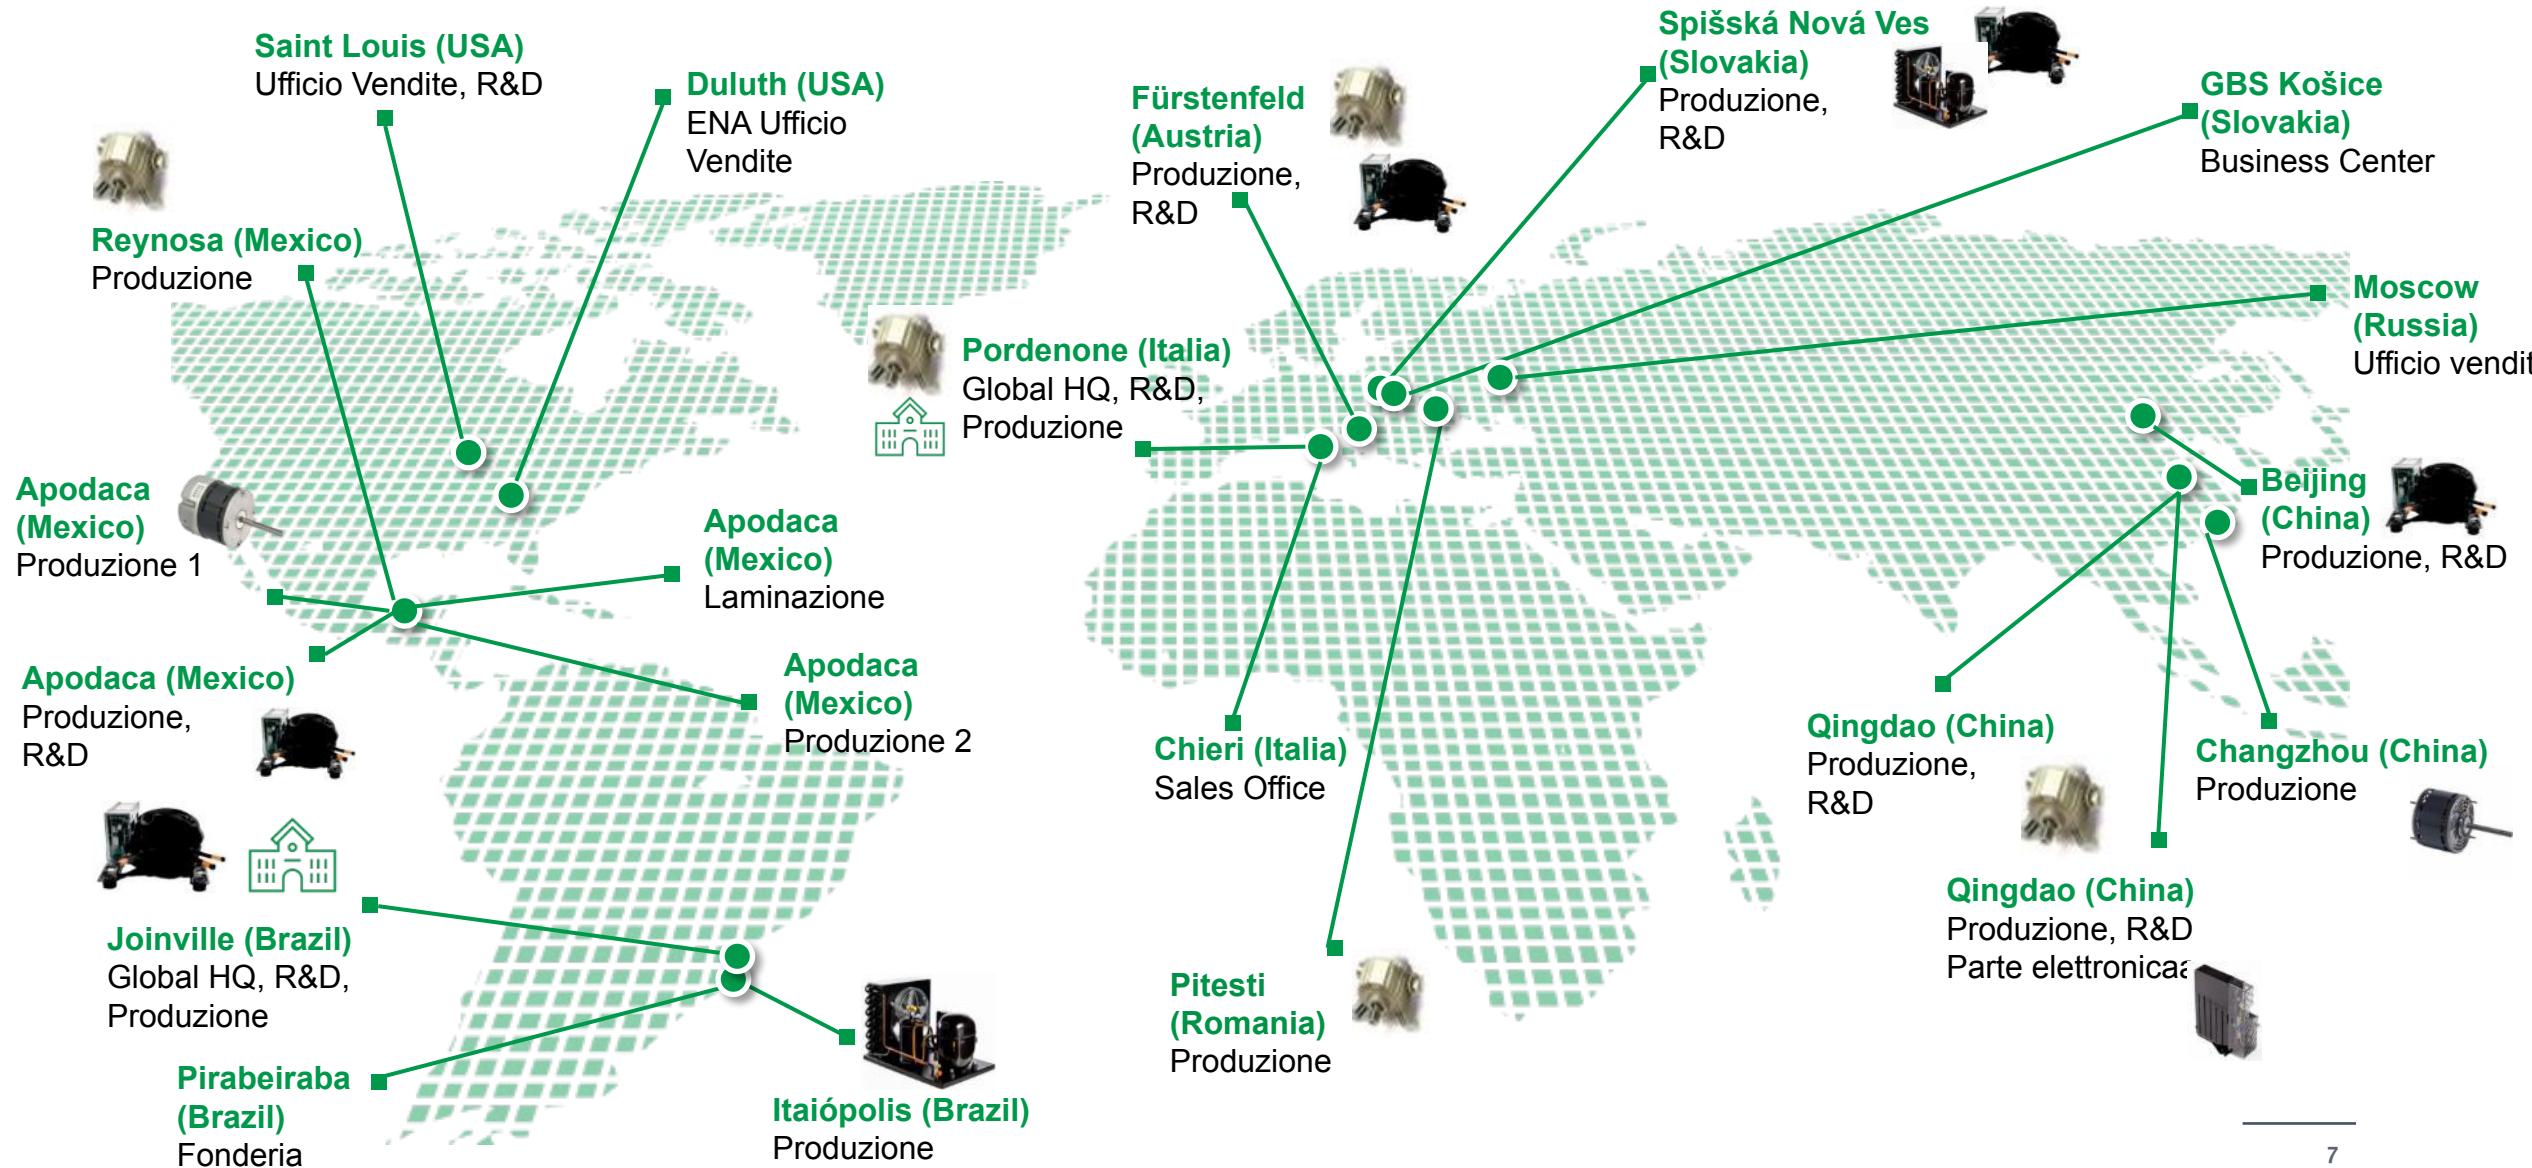 Saint Louis (USA)
Ufficio Vendite, R&D
Duluth (USA)
ENA Ufficio
Vendite
Reynosa (Mexico)
Produzione
Apodaca
(Mexico)
Produzione 1
Apodaca
(Mexico)
Laminazione
Apodaca (Mexico)
Produzione,
R&D
Apodaca
(Mexico)
Produzione 2
Joinville (Brazil)
Global HQ, R&D,
Produzione
Pirabeiraba
(Brazil)
Fonderia
Itaiópolis (Brazil)
Produzione
Fürstenfeld
(Austria)
Produzione,
R&D
Spišská Nová Ves
(Slovakia)
Produzione,
R&D
GBS Košice
(Slovakia)
Business Center
Moscow
(Russia)
Ufficio vendit
Pordenone (Italia)
Global HQ, R&D,
Produzione
Beijing
(China)
Produzione, R&D
Chieri (Italia)
Sales Office
Qingdao (China)
Produzione,
R&D
Changzhou (China)
Produzione
Qingdao (China)
Produzione, R&D
Parte elettronicaa
Pitesti
(Romania)
Produzione
7